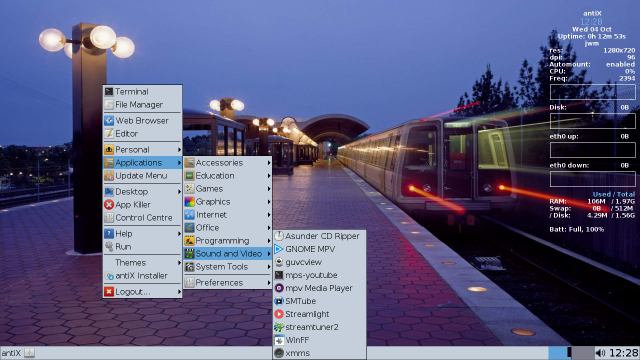 antiX
12:28
Wed 04 Oct
Uptime: 0h 12m 53s
jwm
res: 1280x720
dpi: 96
Automount: enabled
CPU: 0%
Freq: 2394
Disk: 0B
eth0 up: 0B
eth0 down: 0B
Used / Total
RAM: 106M / 1.97G
Swap: 0B / 512M
/ Disk: 4.29M / 1.56G
Batt: Full, 100%
Terminal
File Manager
Web Browser
Editor
Personal
Applications
Update Menu
Desktop
App Killer
Control Centre
Help
Run
Themes
antiX Installer
Logout...
Accessories
Education
Games
Graphics
Internet
Office
Programming
Sound and Video
System Tools
Preferences
Asunder CD Ripper
GNOME MPV
guvcview
mps-youtube
mpv Media Player
SMTube
Streamlight
streamtuner2
WinFF
xmms
antiX
12:28